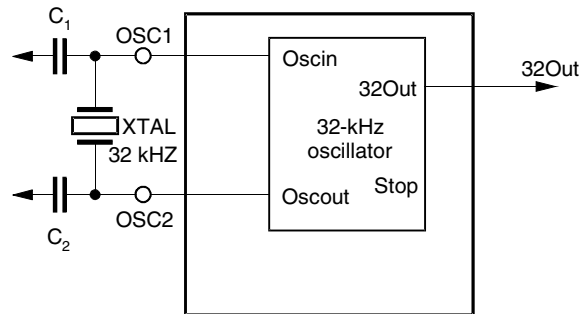 C1
OSC1
Oscin
32Out
32Out
XTAL
32 kHZ
32-kHz
oscillator
Stop
Oscout
OSC2
C2